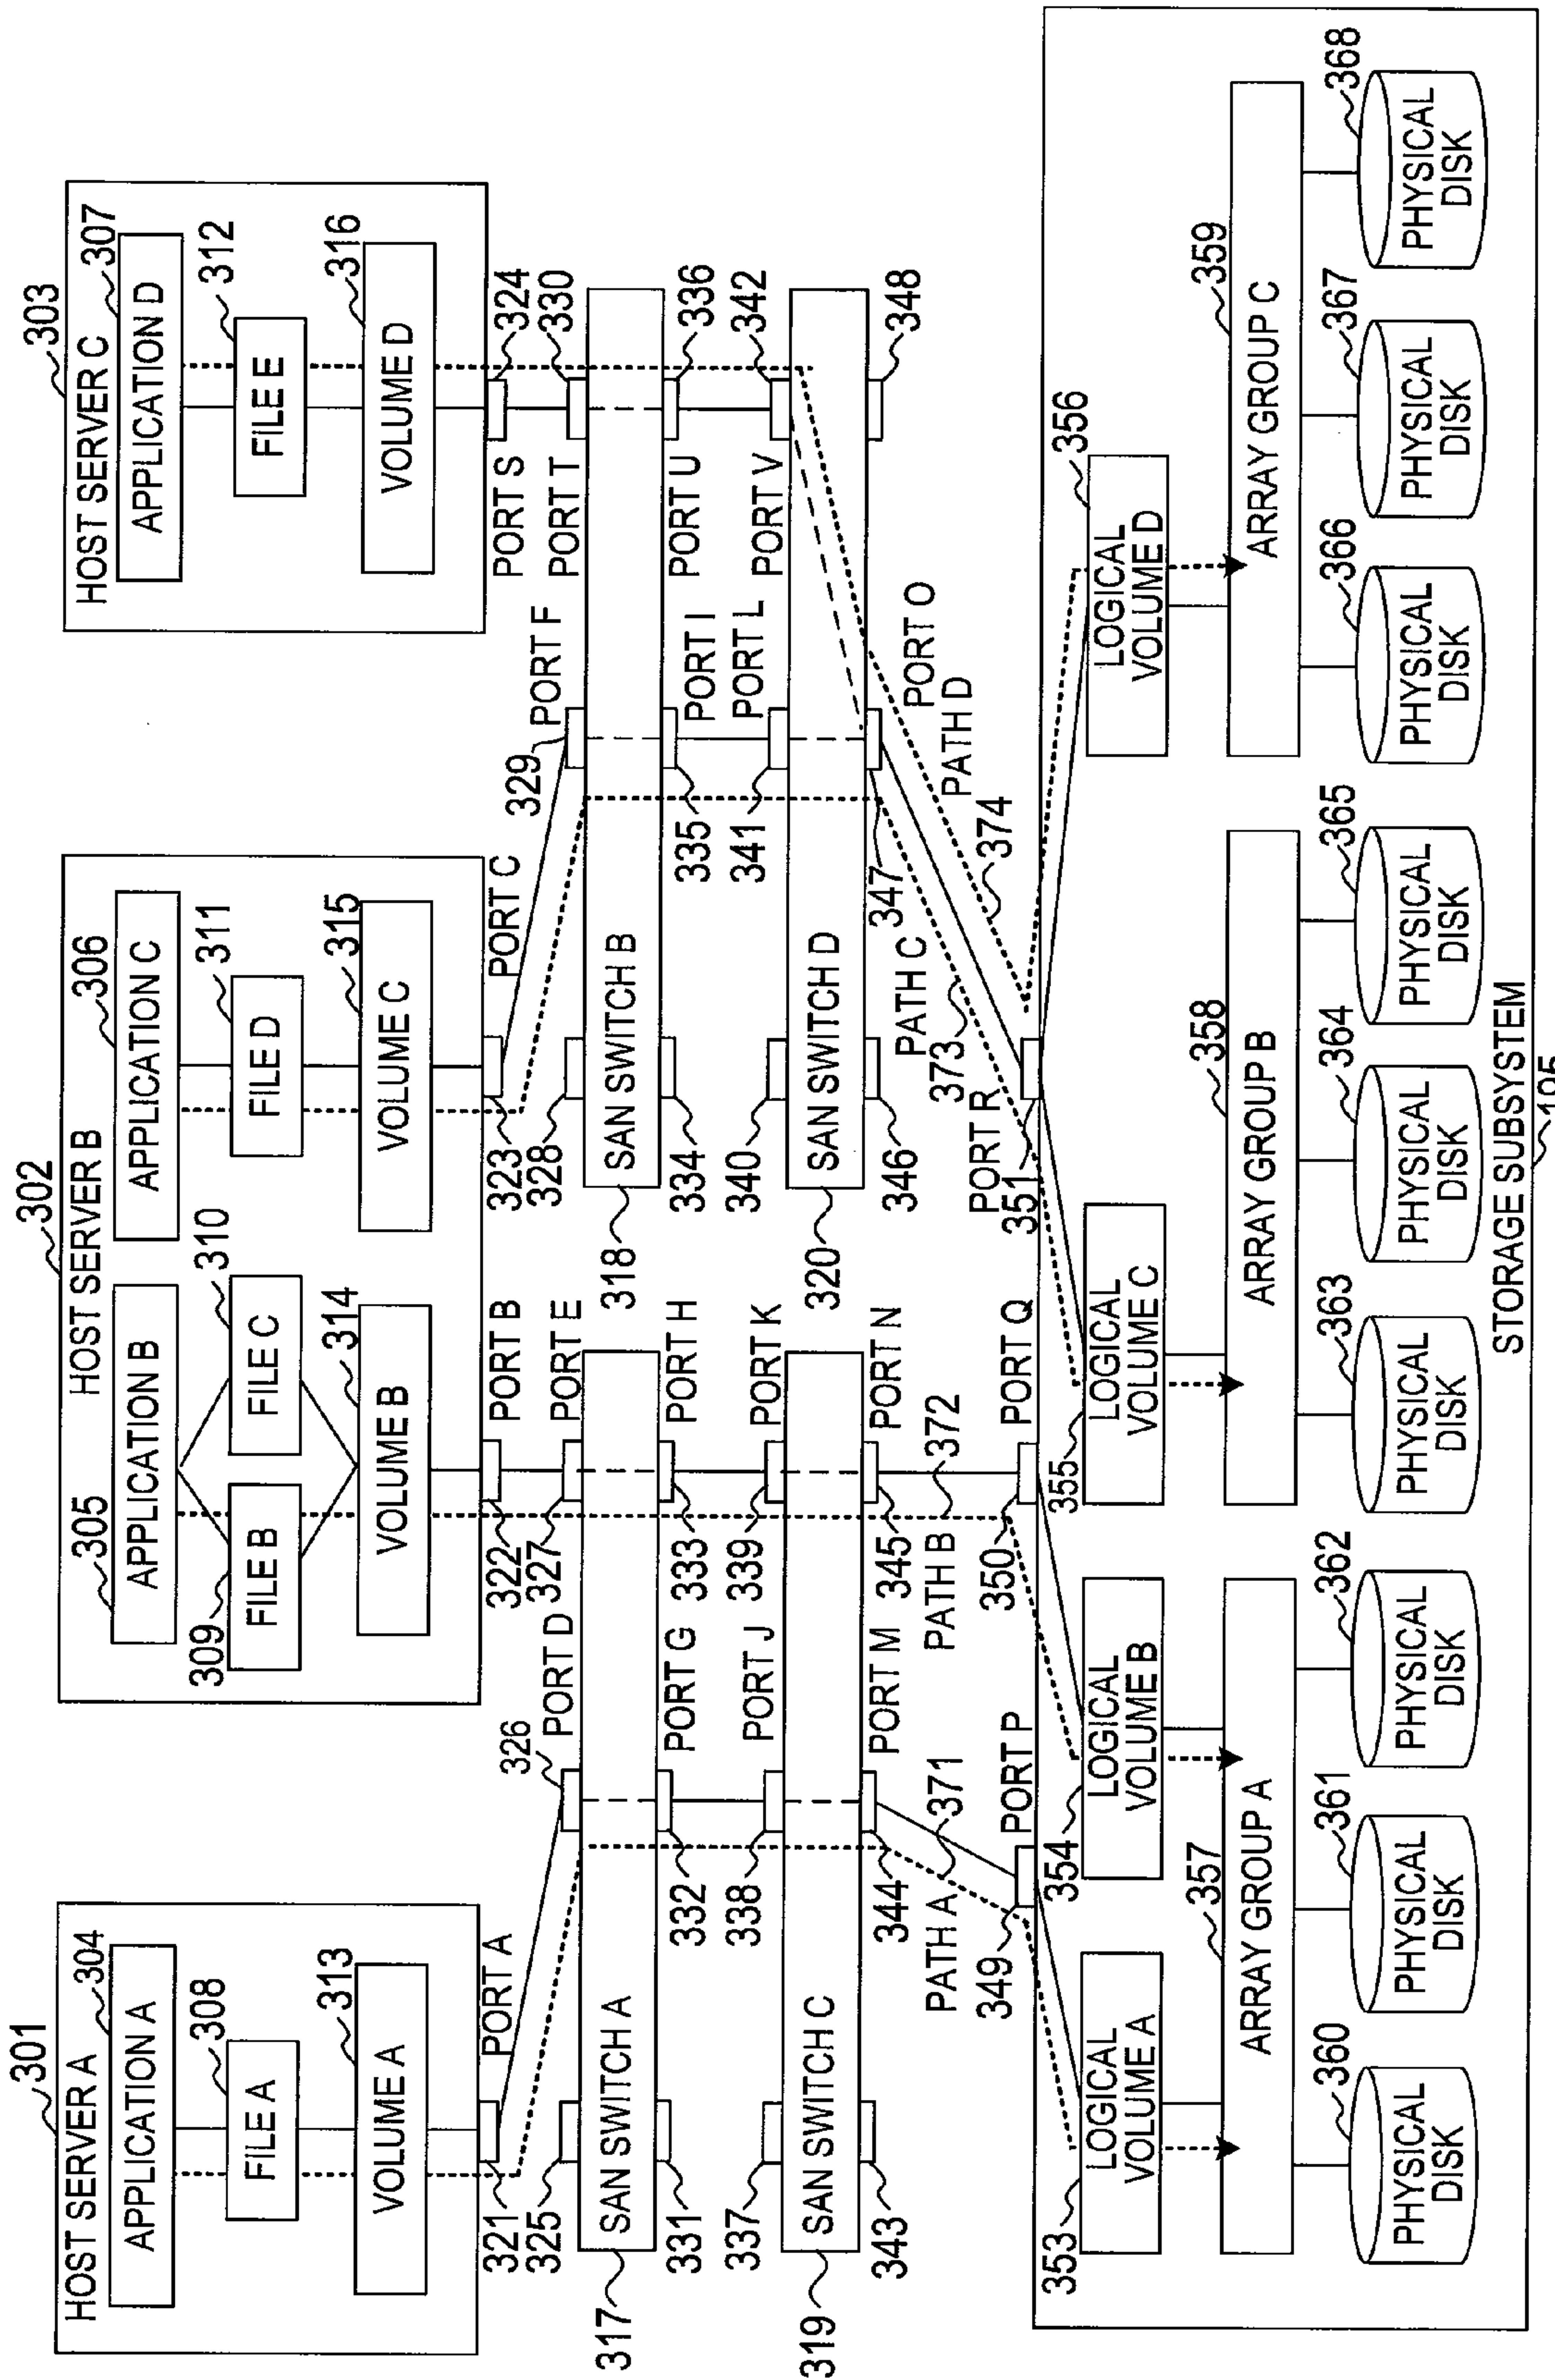 301
HOST SERVER A
304
APPLICATION A
308
FILE A
313
VOLUME A
302
HOST SERVER B
305
APPLICATION B
306
APPLICATION C
309
FILE B
310
FILE C
311
FILE D
314
VOLUME B
315
VOLUME C
303
HOST SERVER C
307
APPLICATION D
312
FILE E
316
VOLUME D
321
PORT A
322
PORT B
323
PORT C
324
PORT S
325
326
PORT D
327
PORT E
328
329
PORT F
330
PORT T
317
SAN SWITCH A
318
SAN SWITCH B
331
332
PORT G
333
PORT H
334
335
PORT I
336
PORT U
337
338
PORT J
339
PORT K
340
341
PORT L
342
PORT V
319
SAN SWITCH C
320
SAN SWITCH D
343
344
PORT M
345
PORT N
346
347
PORT O
348
PATH A
371
PATH B
372
PATH C
373
PATH D
374
349
PORT P
350
PORT Q
351
PORT R
353
LOGICAL
VOLUME A
354
LOGICAL
VOLUME B
355
LOGICAL
VOLUME C
356
LOGICAL
VOLUME D
357
ARRAY GROUP A
358
ARRAY GROUP B
359
ARRAY GROUP C
360
PHYSICAL
DISK
361
PHYSICAL
DISK
362
PHYSICAL
DISK
363
PHYSICAL
DISK
364
PHYSICAL
DISK
365
PHYSICAL
DISK
366
PHYSICAL
DISK
367
PHYSICAL
DISK
368
PHYSICAL
DISK
STORAGE SUBSYSTEM
195